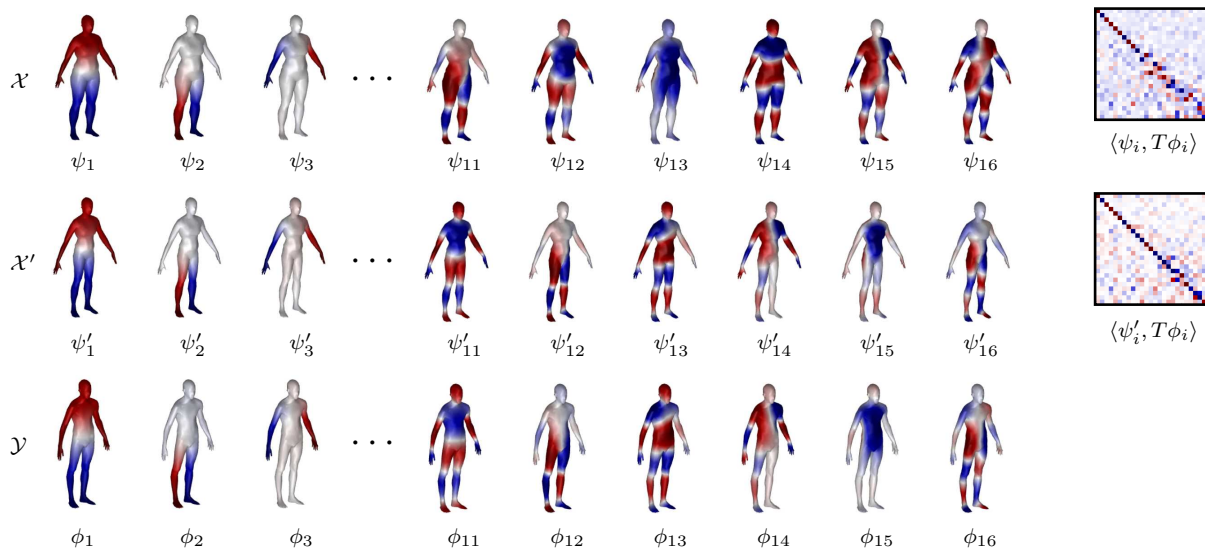 𝒳
· · ·
ψ₁ ψ₂ ψ₃ ψ₁₁ ψ₁₂ ψ₁₃ ψ₁₄ ψ₁₅ ψ₁₆ ⟨ψᵢ, Tϕᵢ⟩
𝒳′
· · ·
ψ′₁ ψ′₂ ψ′₃ ψ′₁₁ ψ′₁₂ ψ′₁₃ ψ′₁₄ ψ′₁₅ ψ′₁₆ ⟨ψ′ᵢ, Tϕᵢ⟩
𝒴
· · ·
ϕ₁ ϕ₂ ϕ₃ ϕ₁₁ ϕ₁₂ ϕ₁₃ ϕ₁₄ ϕ₁₅ ϕ₁₆